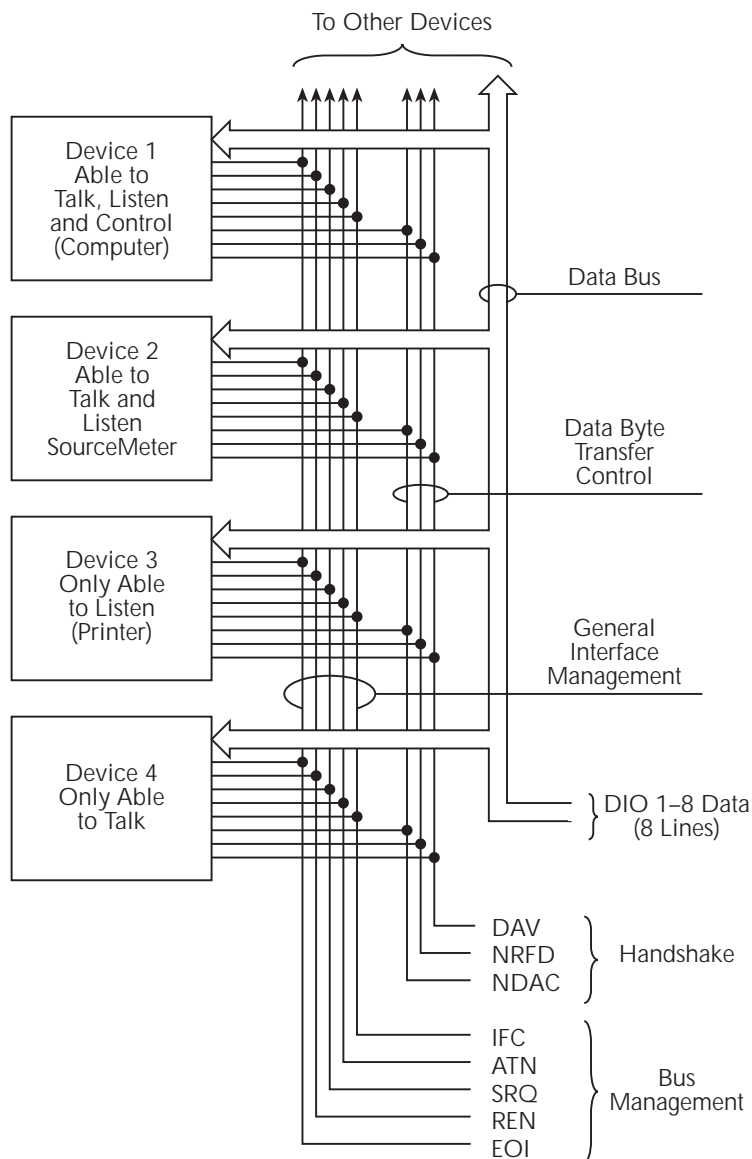 To Other Devices
Device 1
Able to
Talk, Listen
and Control
(Computer)
Data Bus
Device 2
Able to
Talk and
Listen
SourceMeter
Data Byte
Transfer
Control
Device 3
Only Able
to Listen
(Printer)
General
Interface
Management
Device 4
Only Able
to Talk
DIO 1–8 Data
(8 Lines)
DAV
NRFD
NDAC
Handshake
IFC
ATN
SRQ
REN
EOI
Bus
Management